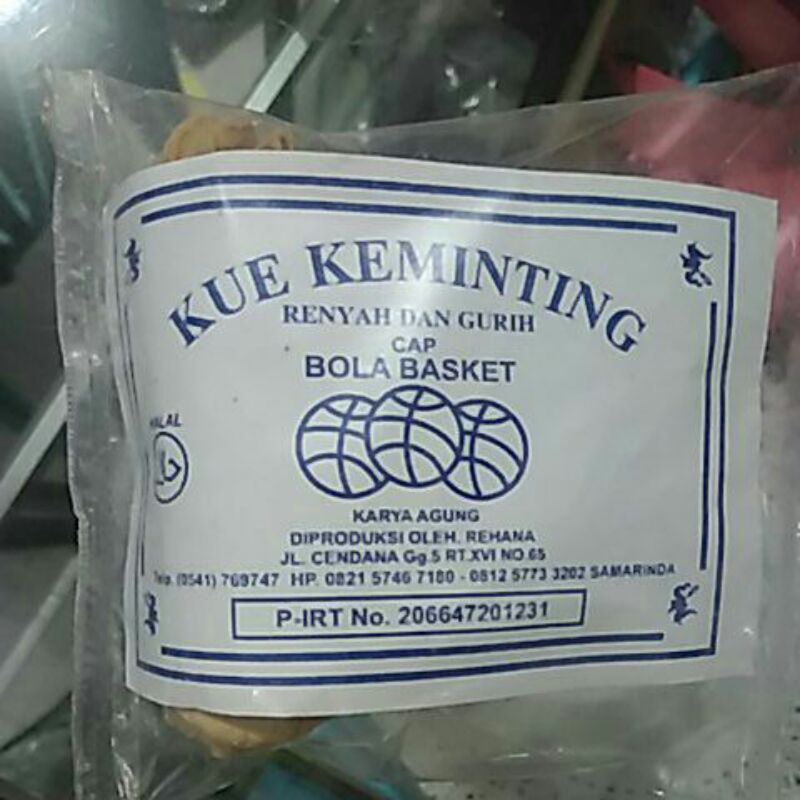 KUE KEMINTING
RENYAH DAN GURIH
CAP
BOLA BASKET
HALAL
حلال
KARYA AGUNG
DIPRODUKSI OLEH. REHANA
JL. CENDANA Gg.5 RT.XVI NO.65
Telp. (0541) 769747 HP. 0821 5746 7180 - 0812 5773 3202 SAMARINDA
P-IRT No. 206647201231